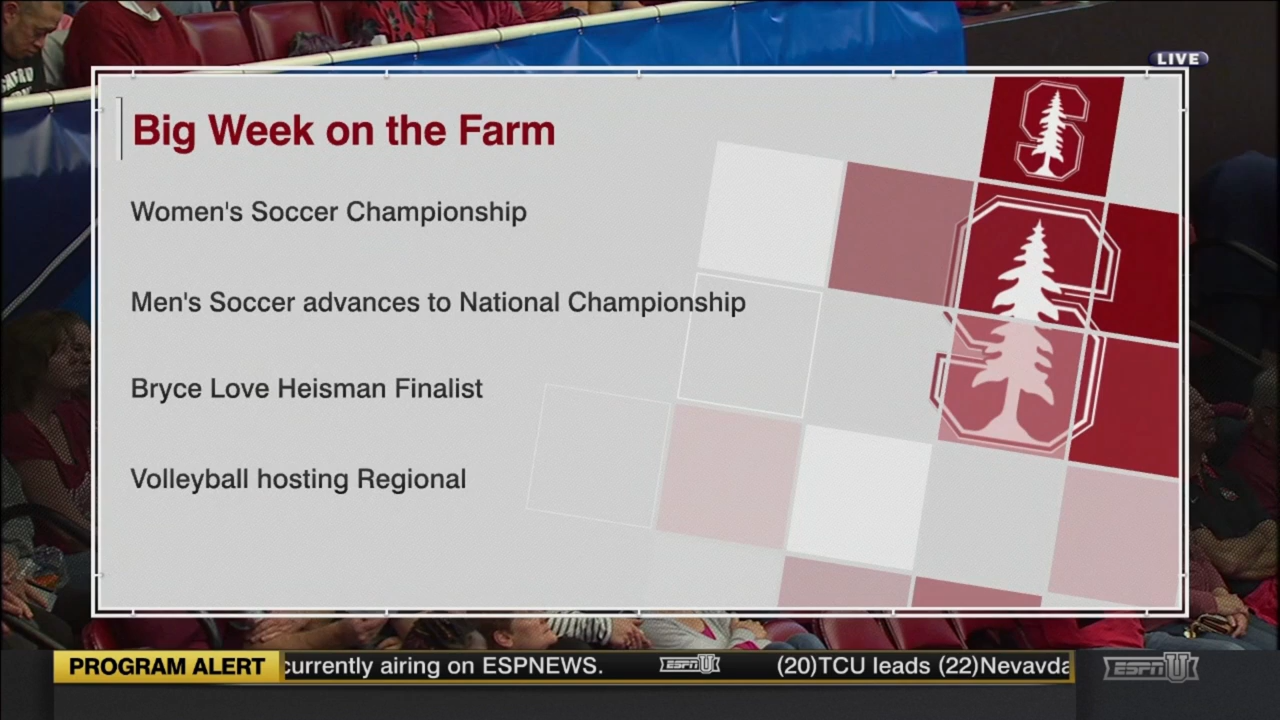 LIVE
Big Week on the Farm
Women's Soccer Championship
Men's Soccer advances to National Championship
Bryce Love Heisman Finalist
Volleyball hosting Regional
PROGRAM ALERT currently airing on ESPNEWS. ESPNU (20)TCU leads (22)Nevavda ESPNU